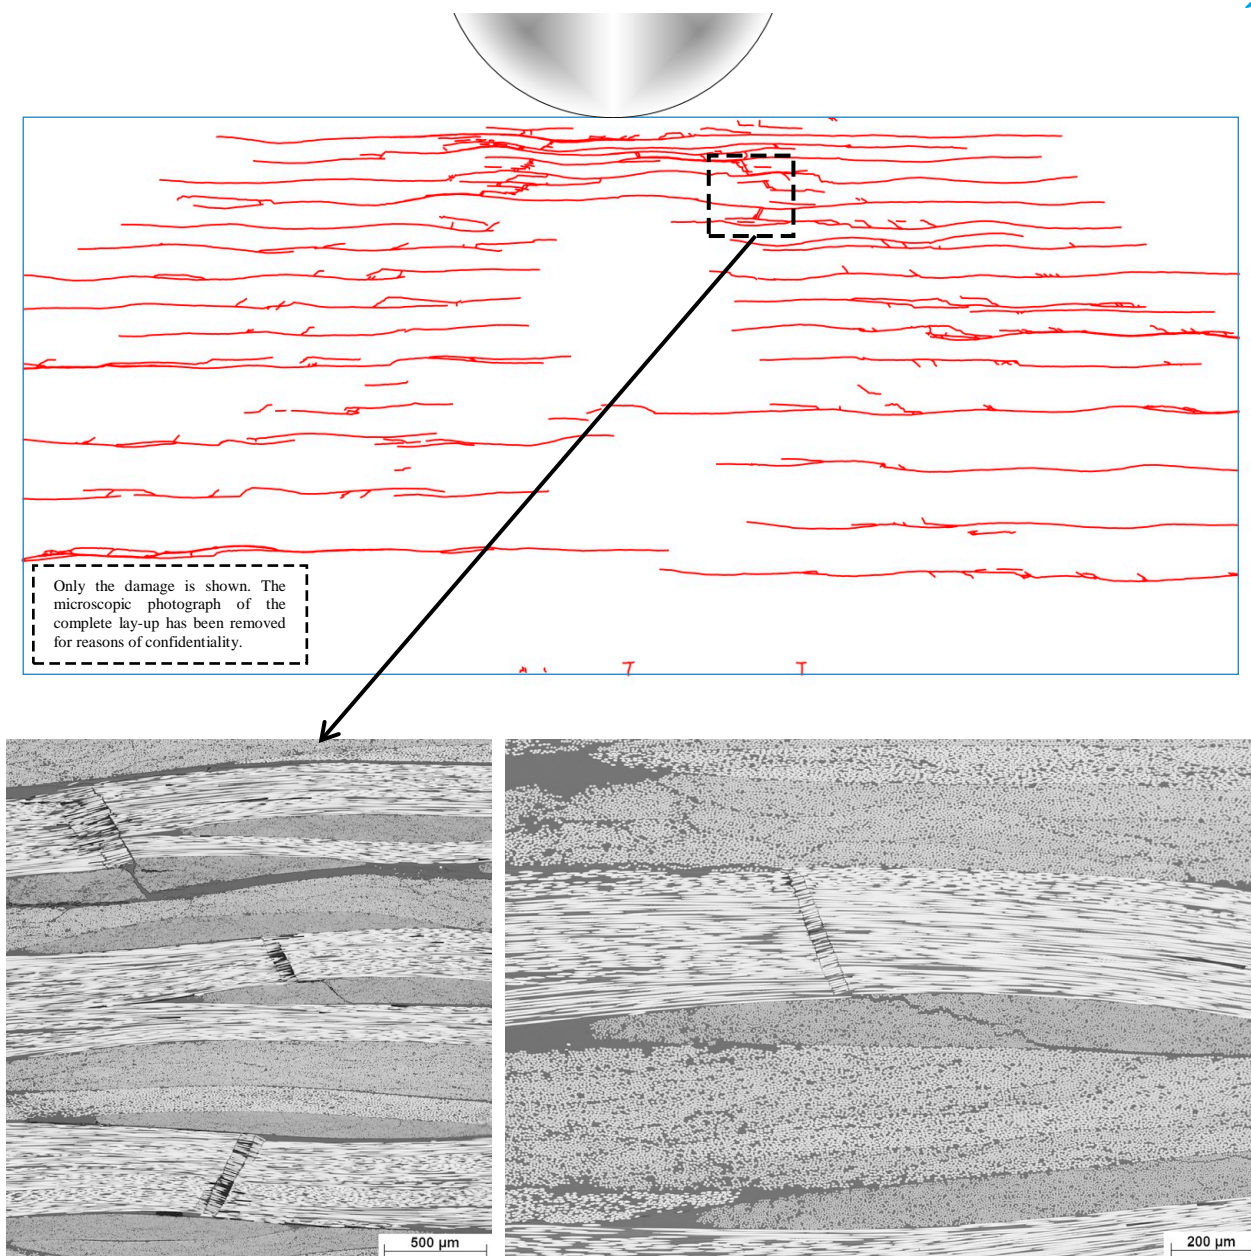 Only the damage is shown. The
microscopic photograph of the
complete lay-up has been removed
for reasons of confidentiality.
500 µm
200 µm